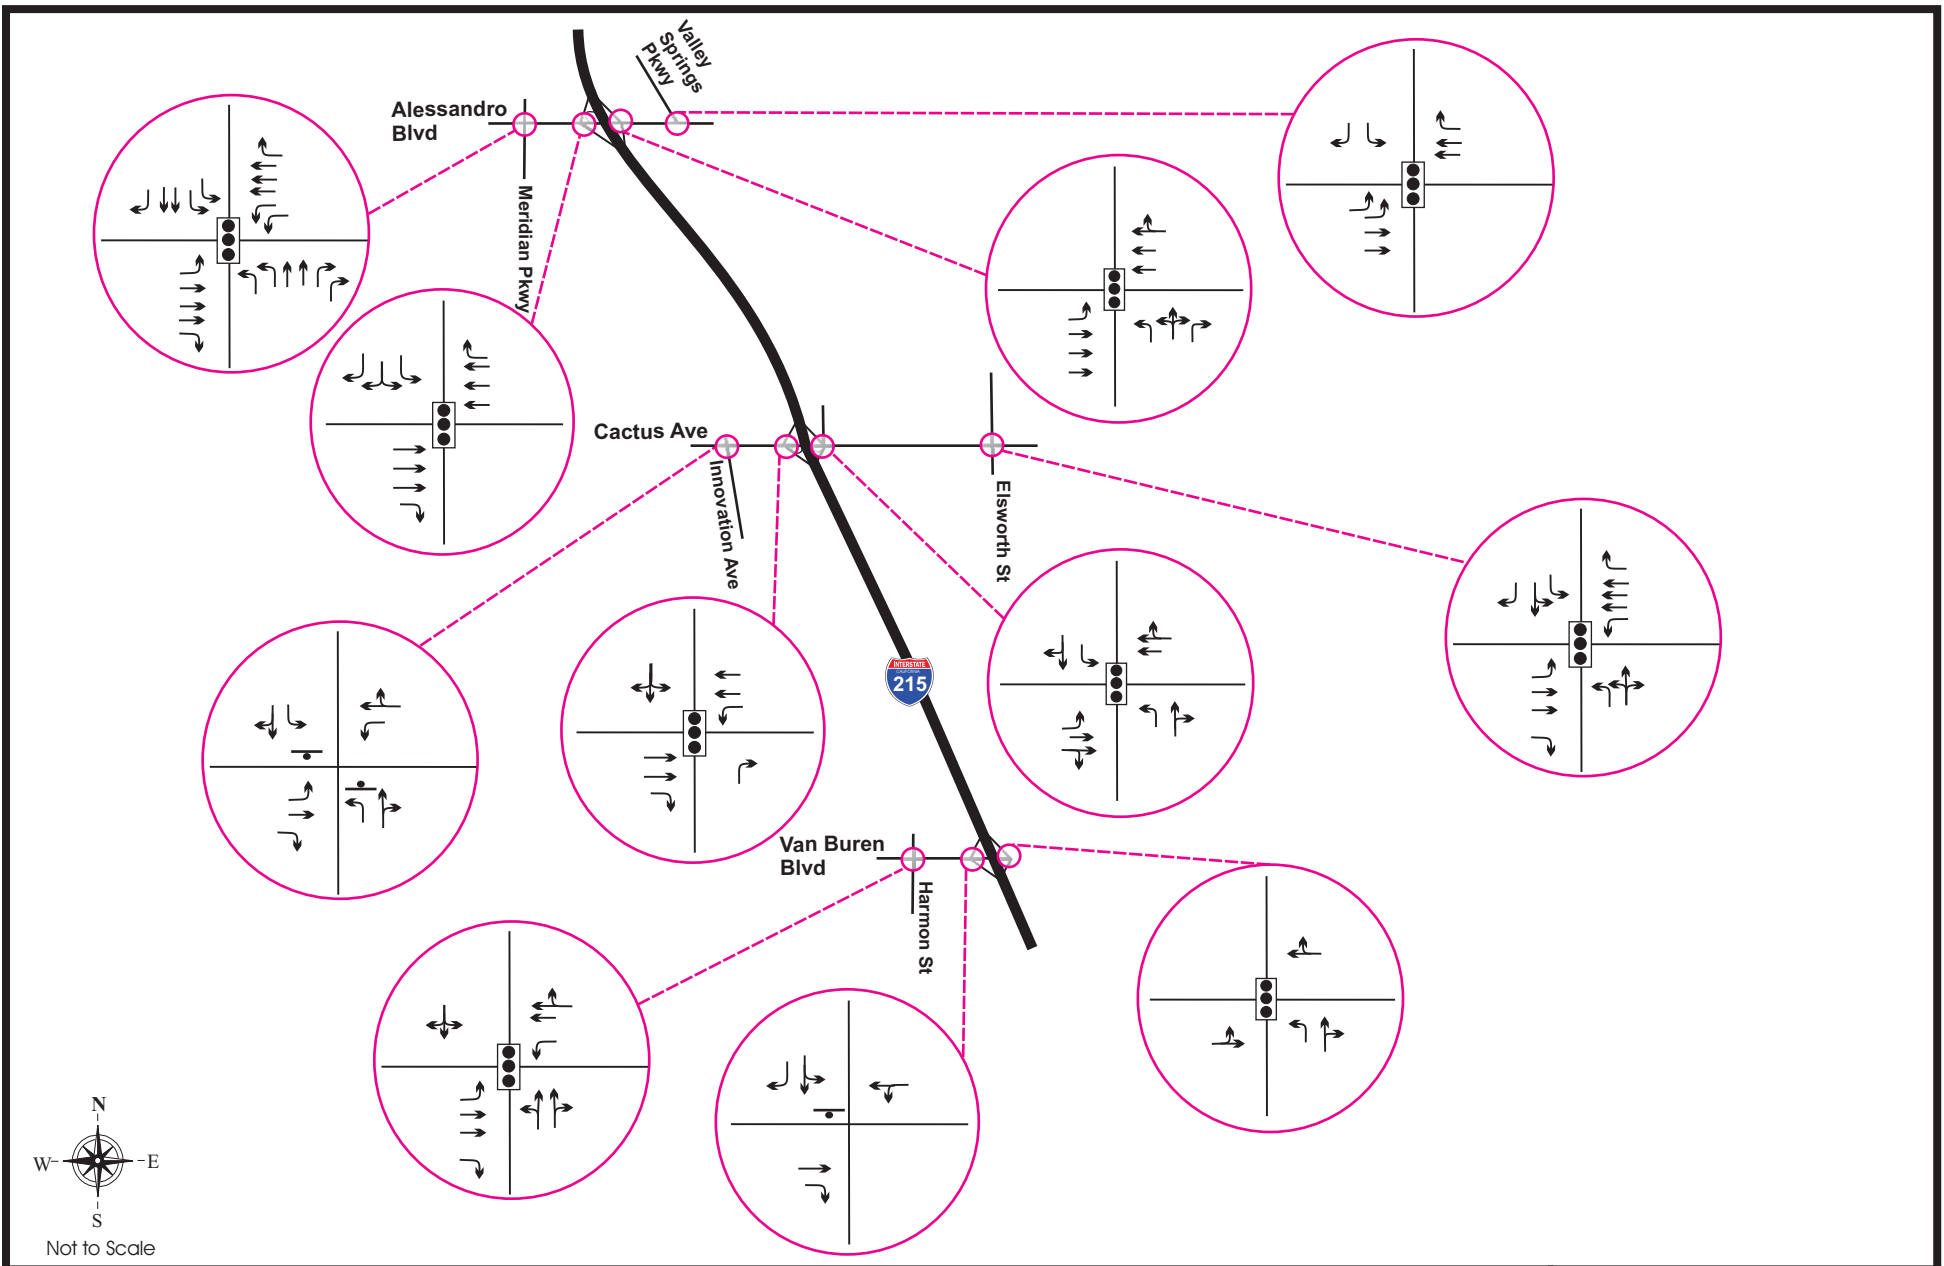 Valley
Springs
Pkwy
Alessandro
Blvd
Meridian Pkwy
Cactus Ave
Innovation Ave
Elsworth St
INTERSTATE
CALIFORNIA
215
Van Buren
Blvd
Harmon St
N
W
E
S
Not to Scale